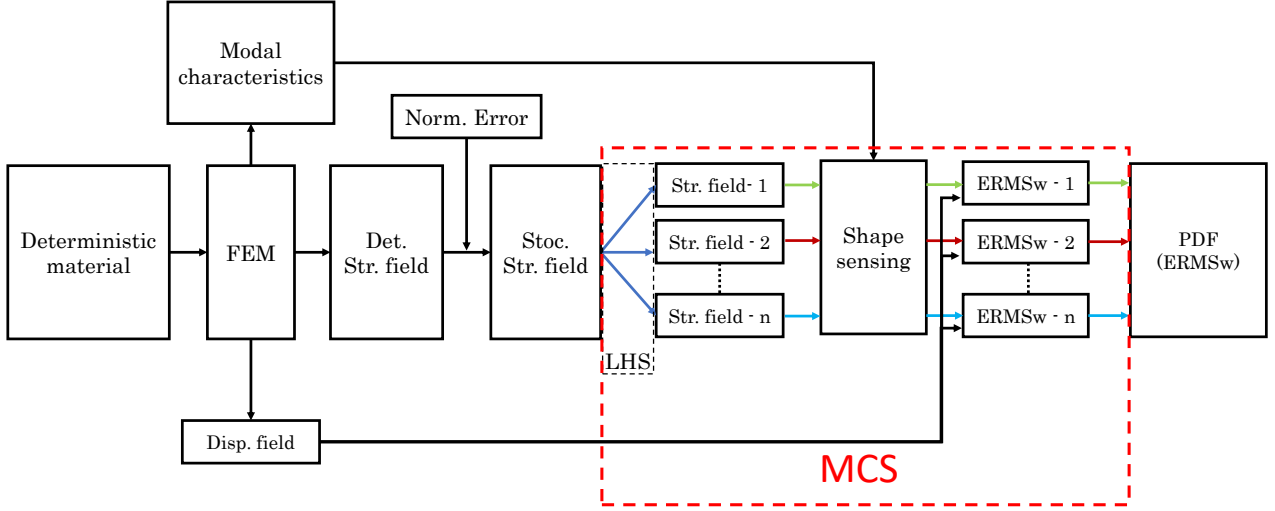 Modal
characteristics
Norm. Error
Deterministic
material
FEM
Det.
Str. field
Stoc.
Str. field
LHS
Str. field- 1
Str. field - 2
Str. field - n
Shape
sensing
ERMSw - 1
ERMSw - 2
ERMSw - n
PDF
(ERMSw)
Disp. field
MCS